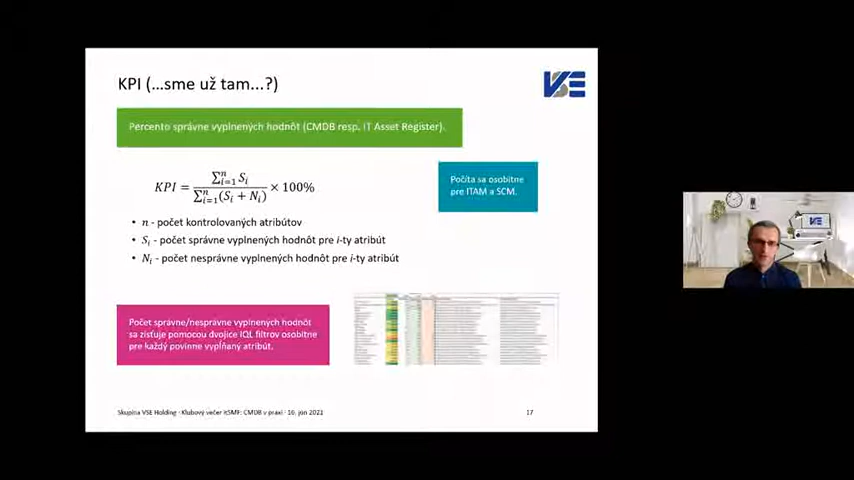 KPI (...sme už tam...?)
VSE
Percento správne vyplnených hodnôt (CMDB resp. IT Asset Register).
KPI = ∑ⁿᵢ₌₁ Sᵢ / ∑ⁿᵢ₌₁(Sᵢ + Nᵢ) × 100%
Počíta sa osobitne
pre ITAM a SCM.
• n - počet kontrolovaných atribútov
• Sᵢ - počet správne vyplnených hodnôt pre i-ty atribút
• Nᵢ - počet nesprávne vyplnených hodnôt pre i-ty atribút
Počet správne/nesprávne vyplnených hodnôt
sa zisťuje pomocou dvojice IQL filtrov osobitne
pre každý povinne vypĺňaný atribút.
Skupina VSE Holding · Klubový večer itSMF: CMDB v praxi · 16. jún 2021
17
VSE